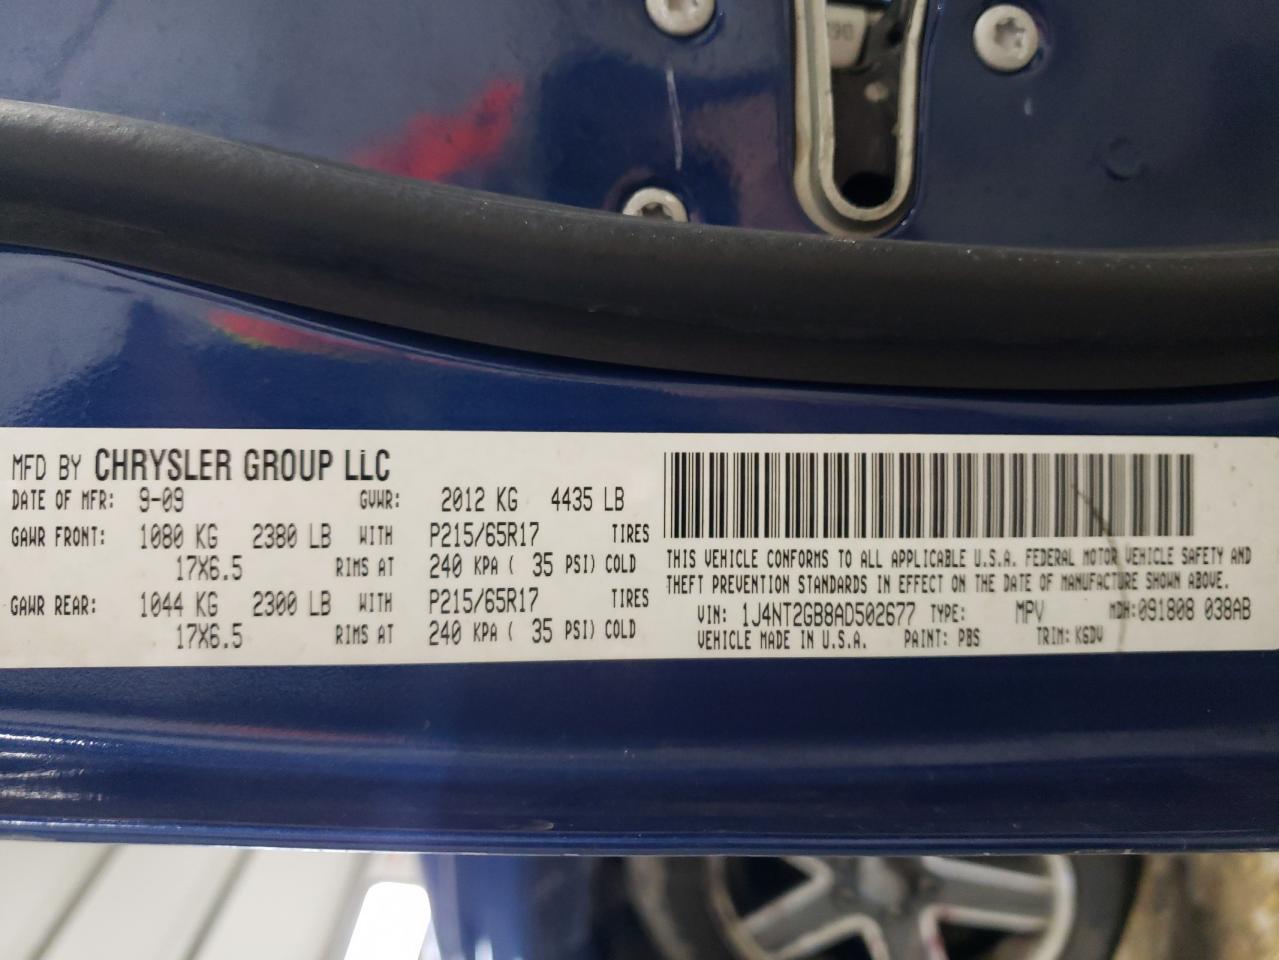 MFD BY CHRYSLER GROUP LLC
DATE OF MFR: 9-09 GVWR: 2012 KG 4435 LB
GAWR FRONT: 1080 KG 2380 LB WITH P215/65R17 TIRES
17X6.5 RIMS AT 240 KPA ( 35 PSI) COLD
GAWR REAR: 1044 KG 2300 LB WITH P215/65R17 TIRES
17X6.5 RIMS AT 240 KPA ( 35 PSI) COLD
THIS VEHICLE CONFORMS TO ALL APPLICABLE U.S.A. FEDERAL MOTOR VEHICLE SAFETY AND
THEFT PREVENTION STANDARDS IN EFFECT ON THE DATE OF MANUFACTURE SHOWN ABOVE.
VIN: 1J4NT2GB8AD502677 TYPE: MPV MDH:091808 038AB
VEHICLE MADE IN U.S.A. PAINT: PBS TRIM: KGDV